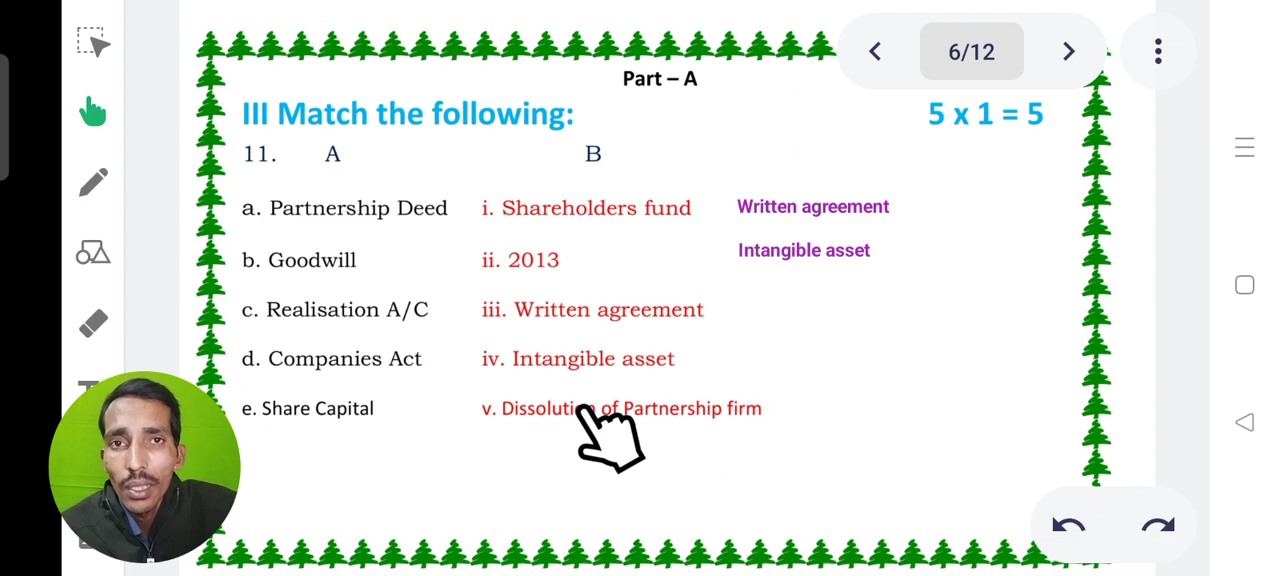 6/12
Part – A
III Match the following: 5 x 1 = 5
11. A B
a. Partnership Deed i. Shareholders fund Written agreement
b. Goodwill ii. 2013 Intangible asset
c. Realisation A/C iii. Written agreement
d. Companies Act iv. Intangible asset
e. Share Capital v. Dissolution of Partnership firm